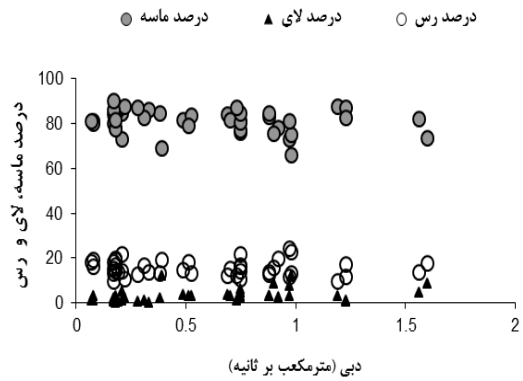 درصد ماسه
درصد لای
درصد رس
درصد ماسه، لای و رس
100
80
60
40
20
0
0 0.5 1 1.5 2
دبی (مترمکعب بر ثانیه)